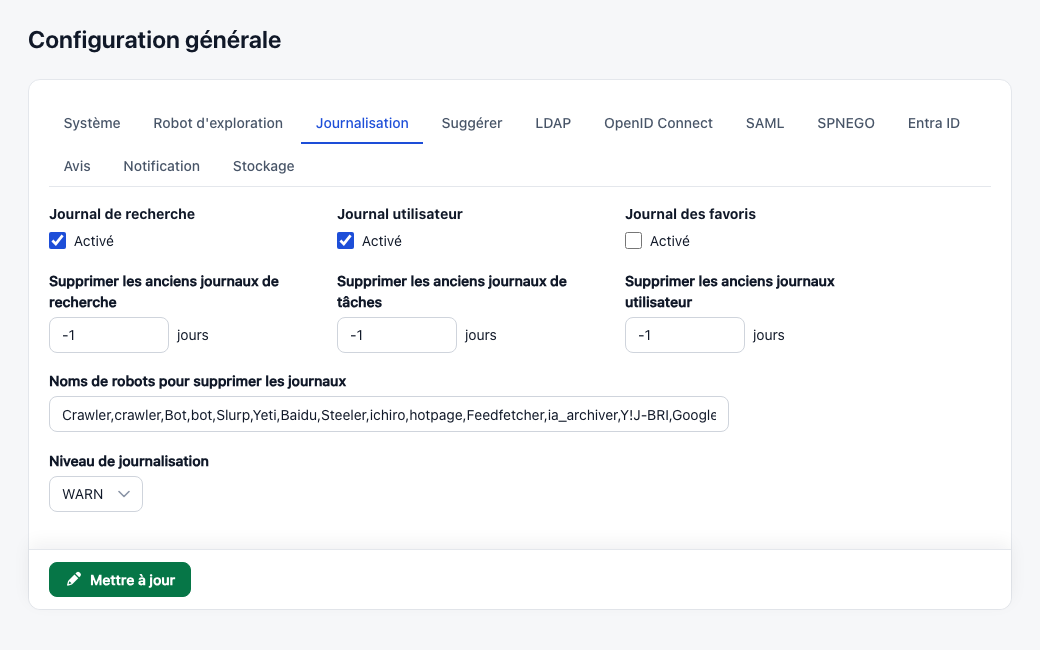 Configuration générale
Système Robot d'exploration Journalisation Suggérer LDAP OpenID Connect SAML SPNEGO Entra ID
Avis Notification Stockage
Journal de recherche Journal utilisateur Journal des favoris
Activé Activé Activé
Supprimer les anciens journaux de recherche
Supprimer les anciens journaux de tâches
Supprimer les anciens journaux utilisateur
-1 jours -1 jours -1 jours
Noms de robots pour supprimer les journaux
Crawler,crawler,Bot,bot,Slurp,Yeti,Baidu,Steeler,ichiro,hotpage,Feedfetcher,ia_archiver,Y!J-BRI,Google
Niveau de journalisation
WARN
Mettre à jour